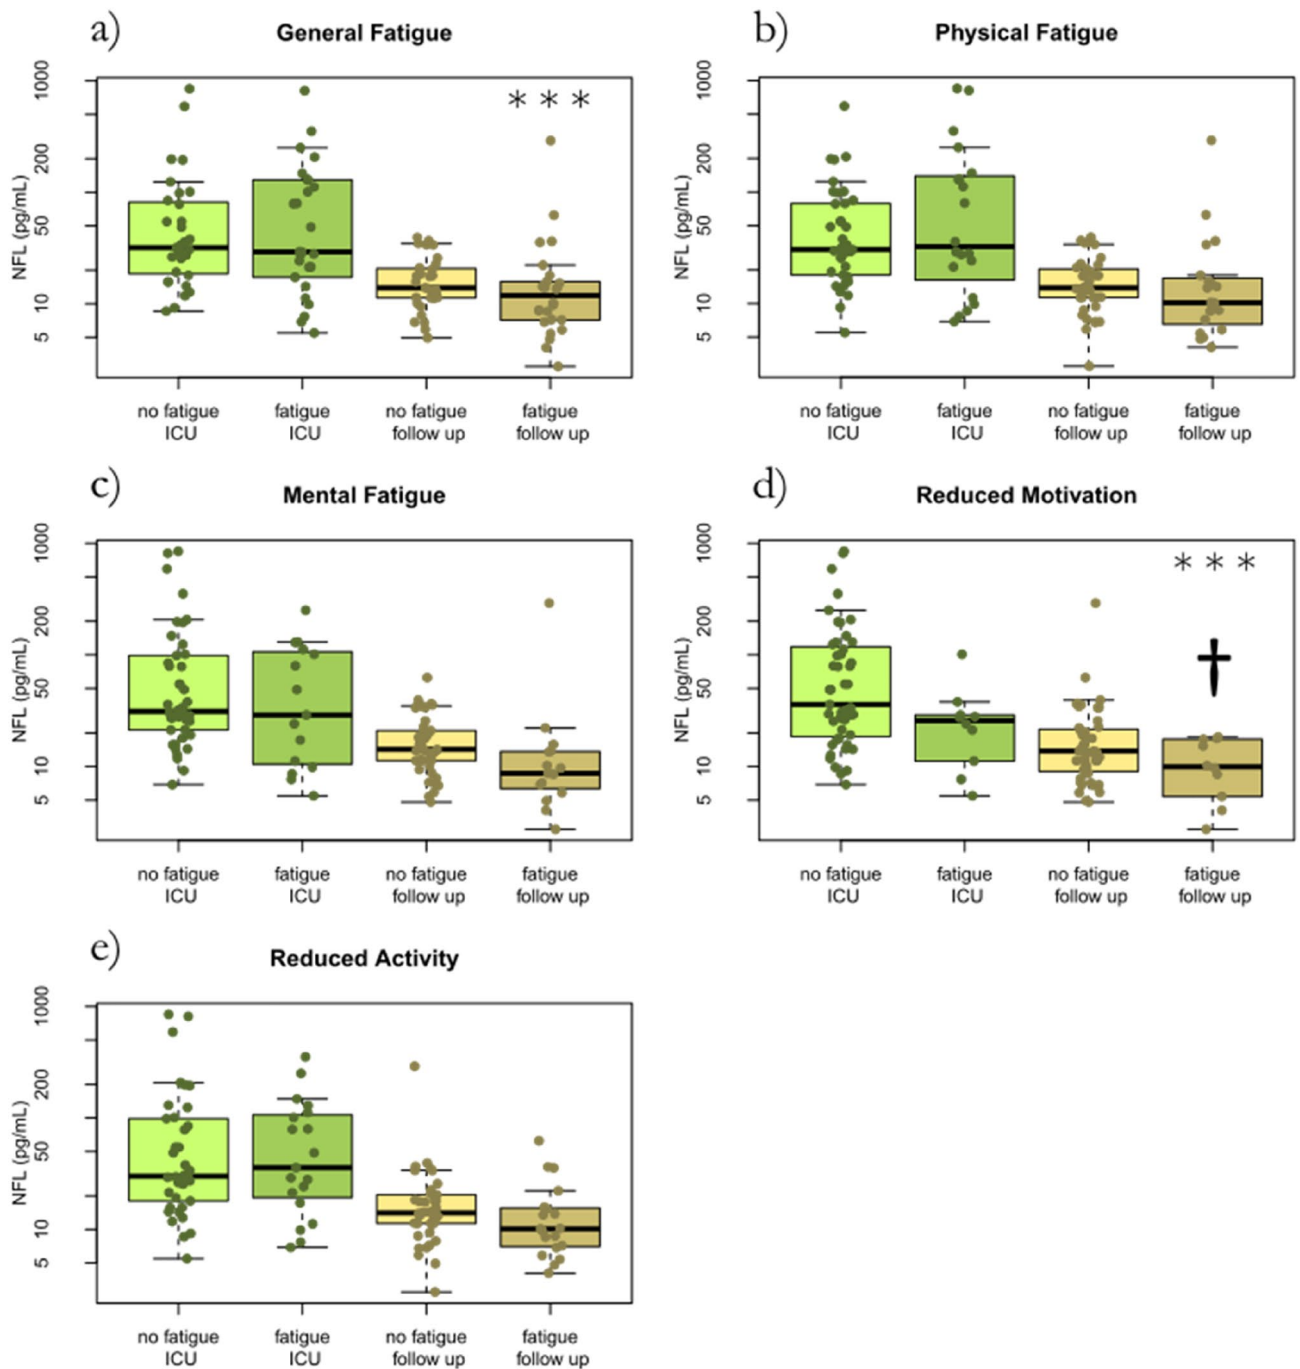 a)
General Fatigue
NFL (pg/mL)
1000
200
50
10
5
* * *
no fatigue
ICU
fatigue
ICU
no fatigue
follow up
fatigue
follow up
b)
Physical Fatigue
NFL (pg/mL)
1000
200
50
10
5
no fatigue
ICU
fatigue
ICU
no fatigue
follow up
fatigue
follow up
c)
Mental Fatigue
NFL (pg/mL)
1000
200
50
10
5
no fatigue
ICU
fatigue
ICU
no fatigue
follow up
fatigue
follow up
d)
Reduced Motivation
NFL (pg/mL)
1000
200
50
10
5
* * *
†
no fatigue
ICU
fatigue
ICU
no fatigue
follow up
fatigue
follow up
e)
Reduced Activity
NFL (pg/mL)
1000
200
50
10
5
no fatigue
ICU
fatigue
ICU
no fatigue
follow up
fatigue
follow up